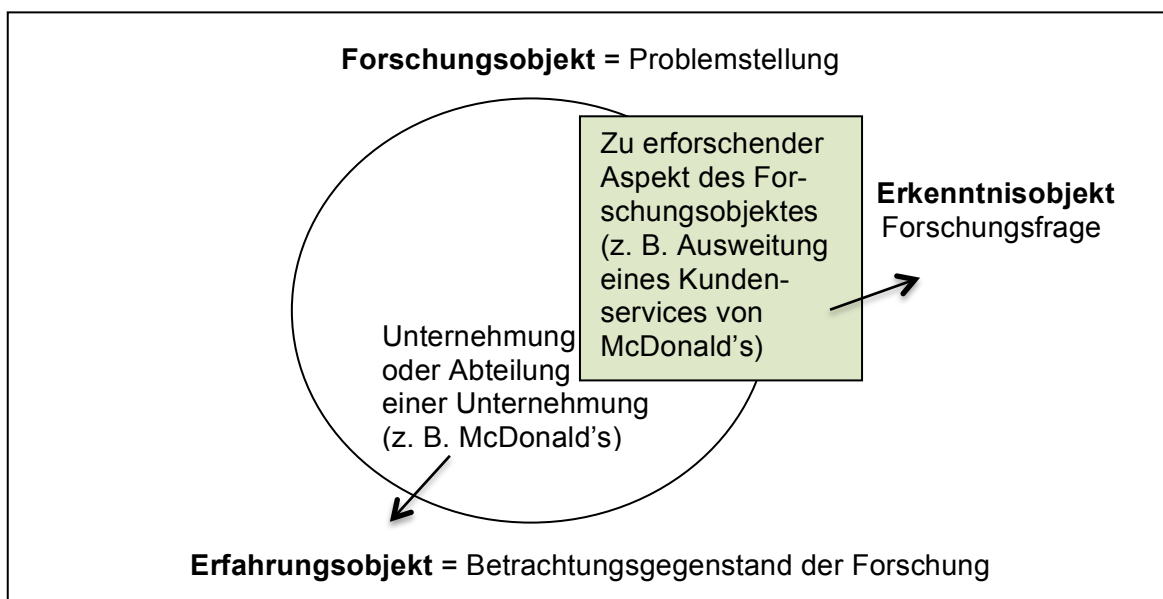 Forschungsobjekt = Problemstellung
Zu erforschender
Aspekt des For-
schungsobjektes
(z. B. Ausweitung
eines Kunden-
services von
McDonald’s)
Erkenntnisobjekt
Forschungsfrage
Unternehmung
oder Abteilung
einer Unternehmung
(z. B. McDonald’s)
Erfahrungsobjekt = Betrachtungsgegenstand der Forschung